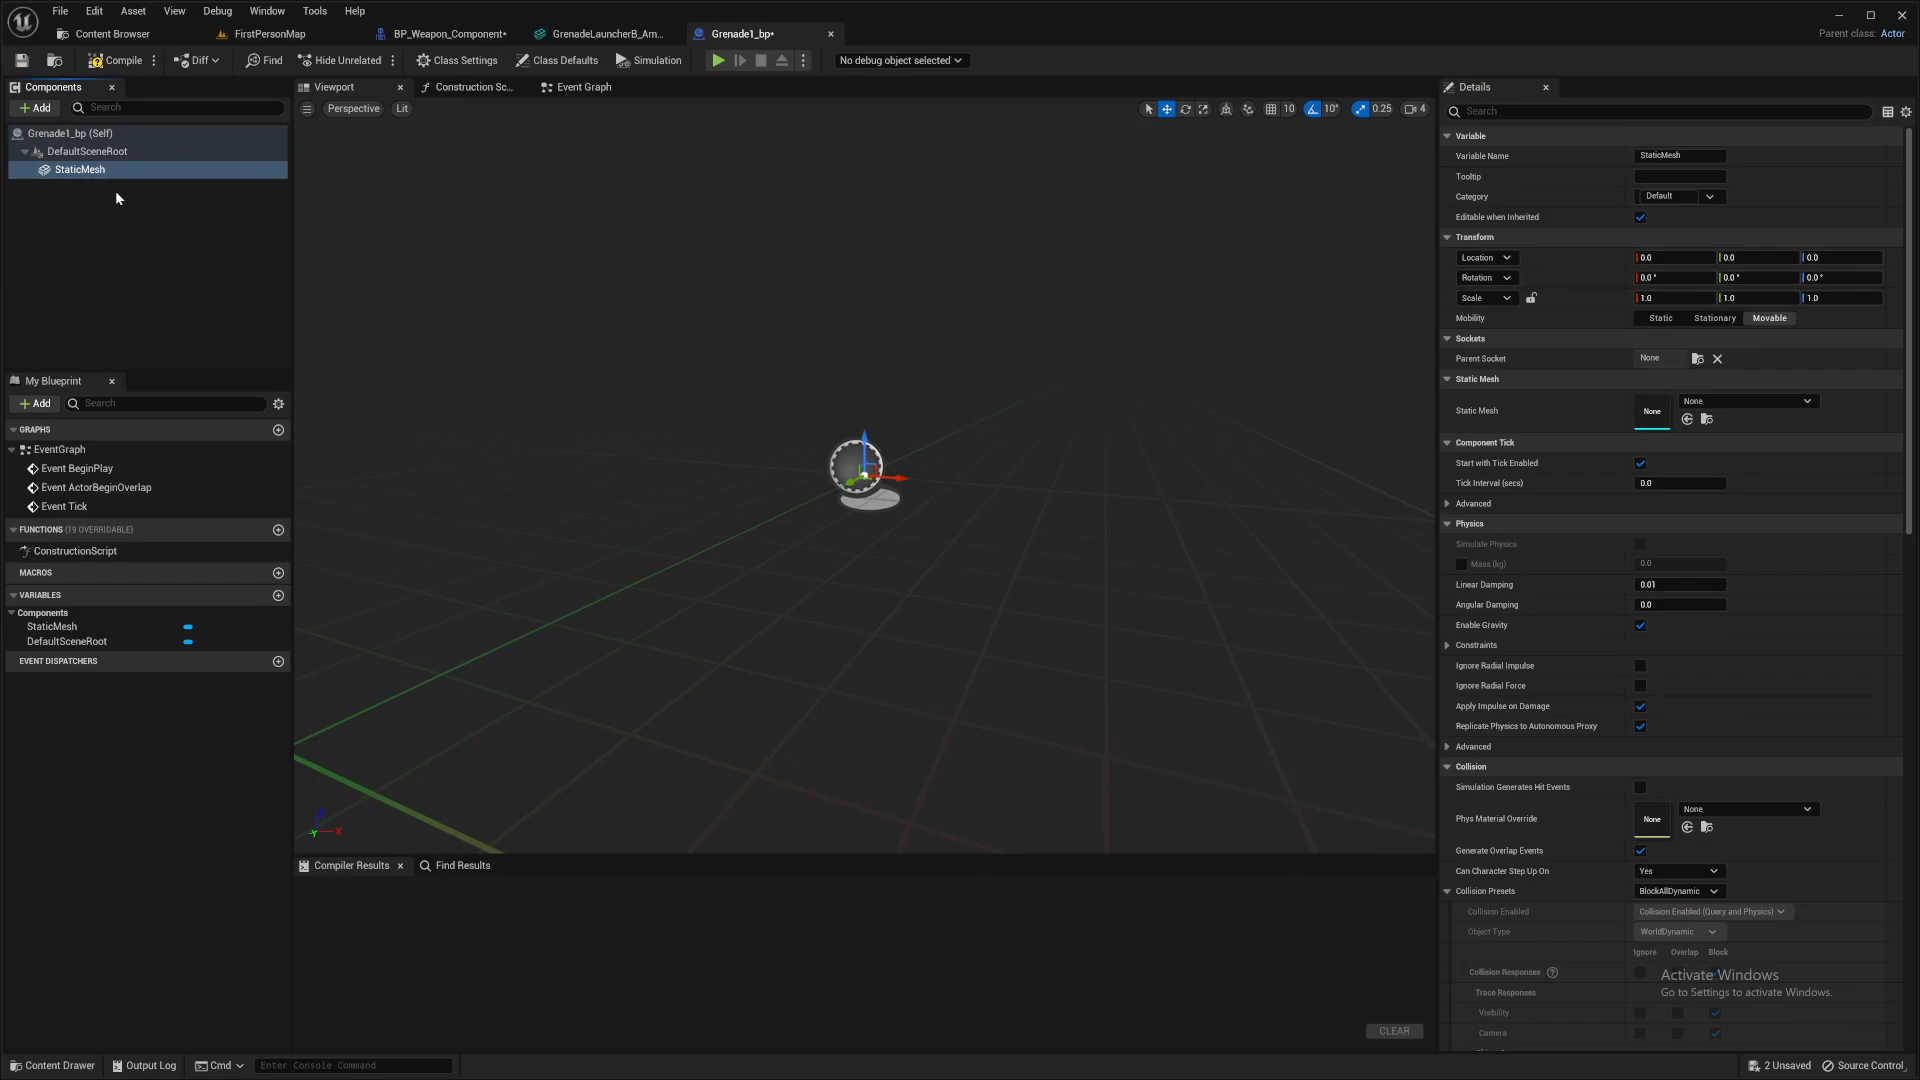 File Edit Asset View Debug Window Tools Help
Content Browser FirstPersonMap BP_Weapon_Component* GrenadeLauncherB_Am... Grenade1_bp*
Parent class: Actor
Compile Diff Find Hide Unrelated Class Settings Class Defaults Simulation No debug object selected
Components
Add Search
Grenade1_bp (Self)
DefaultSceneRoot
StaticMesh
My Blueprint
Add Search
GRAPHS
EventGraph
Event BeginPlay
Event ActorBeginOverlap
Event Tick
FUNCTIONS (19 OVERRIDABLE)
ConstructionScript
MACROS
VARIABLES
Components
StaticMesh
DefaultSceneRoot
EVENT DISPATCHERS
Viewport Construction Sc... Event Graph
Perspective Lit
10 10° 0.25 4
X
Y
Compiler Results Find Results
CLEAR
Details
Search
Variable
Variable Name StaticMesh
Tooltip
Category Default
Editable when Inherited
Transform
Location 0.0 0.0 0.0
Rotation 0.0 ° 0.0 ° 0.0 °
Scale 1.0 1.0 1.0
Mobility Static Stationary Movable
Sockets
Parent Socket None
Static Mesh
Static Mesh None None
Component Tick
Start with Tick Enabled
Tick Interval (secs) 0.0
Advanced
Physics
Simulate Physics
Mass (kg) 0.0
Linear Damping 0.01
Angular Damping 0.0
Enable Gravity
Constraints
Ignore Radial Impulse
Ignore Radial Force
Apply Impulse on Damage
Replicate Physics to Autonomous Proxy
Advanced
Collision
Simulation Generates Hit Events
Phys Material Override None None
Generate Overlap Events
Can Character Step Up On Yes
Collision Presets BlockAllDynamic
Collision Enabled Collision Enabled (Query and Physics)
Object Type WorldDynamic
Ignore Overlap Block
Collision Responses
Trace Responses
Visibility
Camera
Activate Windows
Go to Settings to activate Windows.
Content Drawer Output Log Cmd Enter Console Command 2 Unsaved Source Control